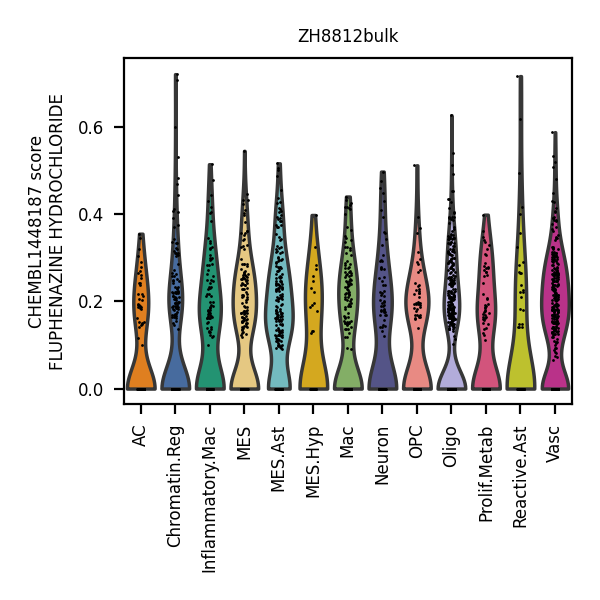 ZH8812bulk
CHEMBL1448187 score
FLUPHENAZINE HYDROCHLORIDE
0.6
0.4
0.2
0.0
AC
Chromatin.Reg
Inflammatory.Mac
MES
MES.Ast
MES.Hyp
Mac
Neuron
OPC
Oligo
Prolif.Metab
Reactive.Ast
Vasc